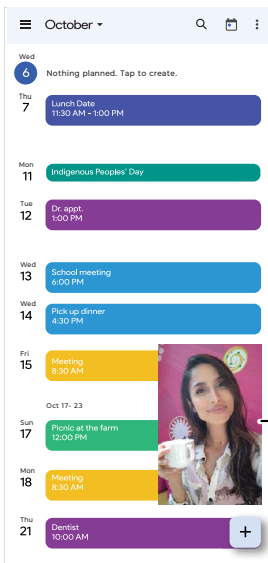 October
Wed
6
Nothing planned. Tap to create.
Thu
7
Lunch Date
11:30 AM - 1:00 PM
Mon
11
Indigenous Peoples' Day
Tue
12
Dr. appt.
1:00 PM
Wed
13
School meeting
6:00 PM
Wed
14
Pick up dinner
4:30 PM
Fri
15
Meeting
8:30 AM
Oct 17- 23
Sun
17
Picnic at the farm
12:00 PM
Mon
18
Meeting
8:30 AM
Thu
21
Dentist
10:00 AM
+